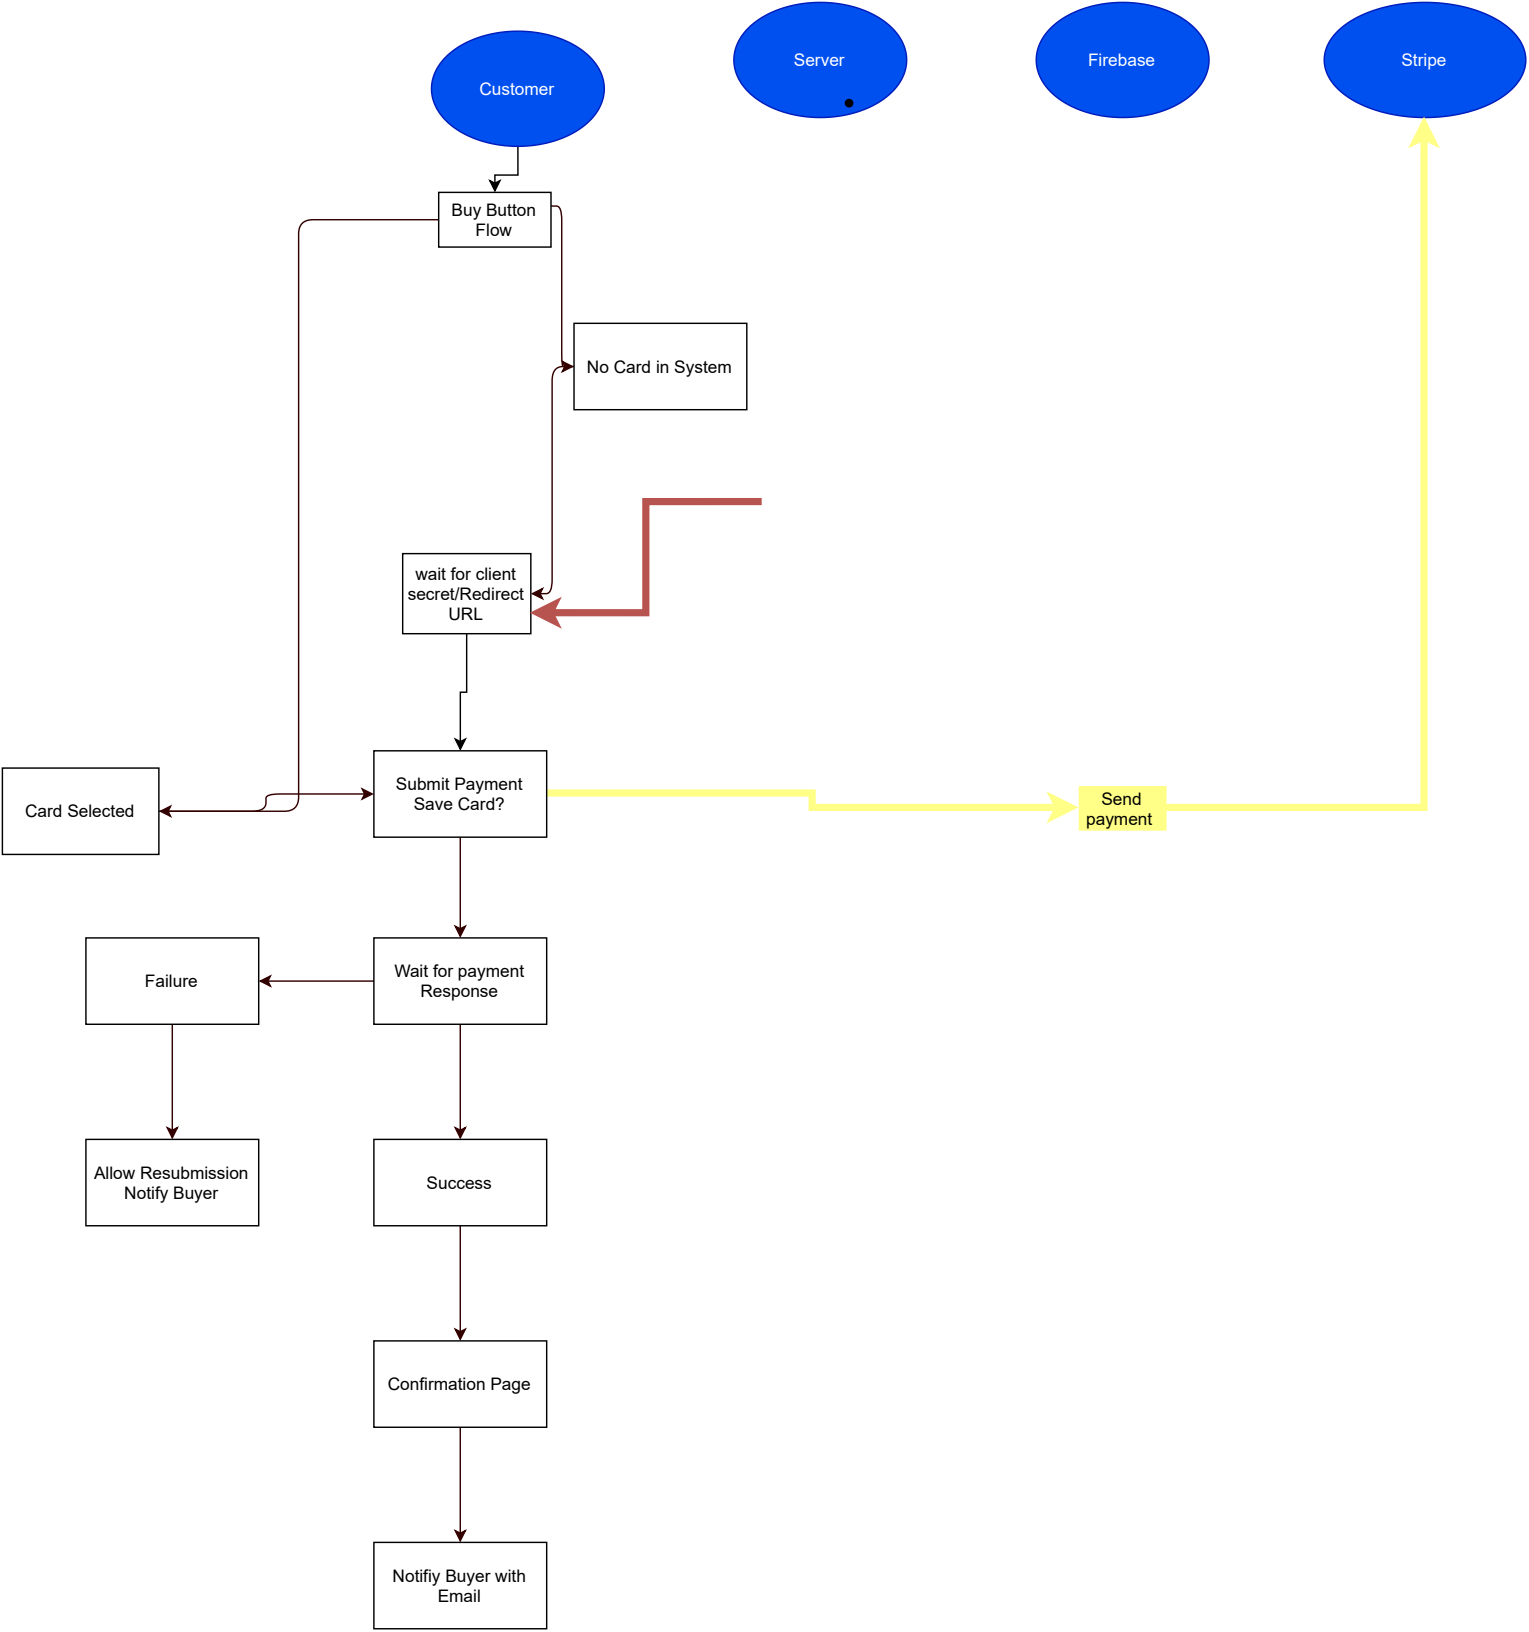 Customer
Server
Firebase
Stripe
Buy Button
Flow
No Card in System
wait for client
secret/Redirect
URL
Card Selected
Submit Payment
Save Card?
Send
payment
Failure
Wait for payment
Response
Allow Resubmission
Notify Buyer
Success
Confirmation Page
Notifiy Buyer with
Email